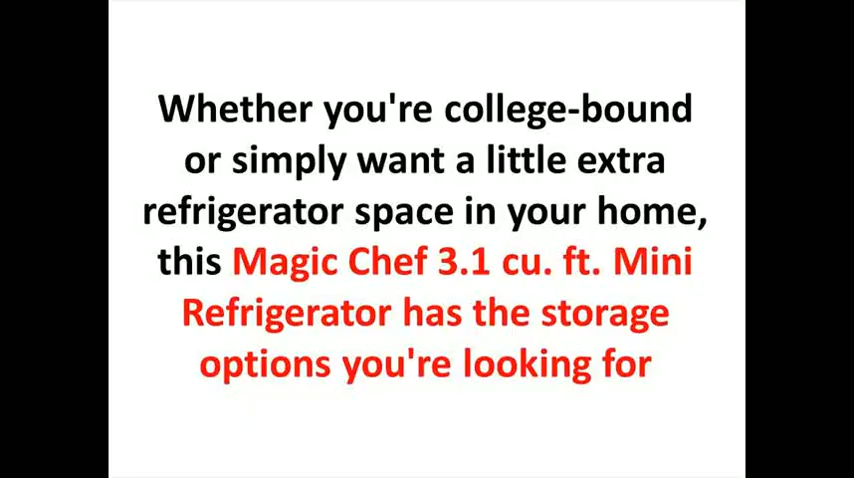 Whether you're college-bound
or simply want a little extra
refrigerator space in your home,
this Magic Chef 3.1 cu. ft. Mini
Refrigerator has the storage
options you're looking for